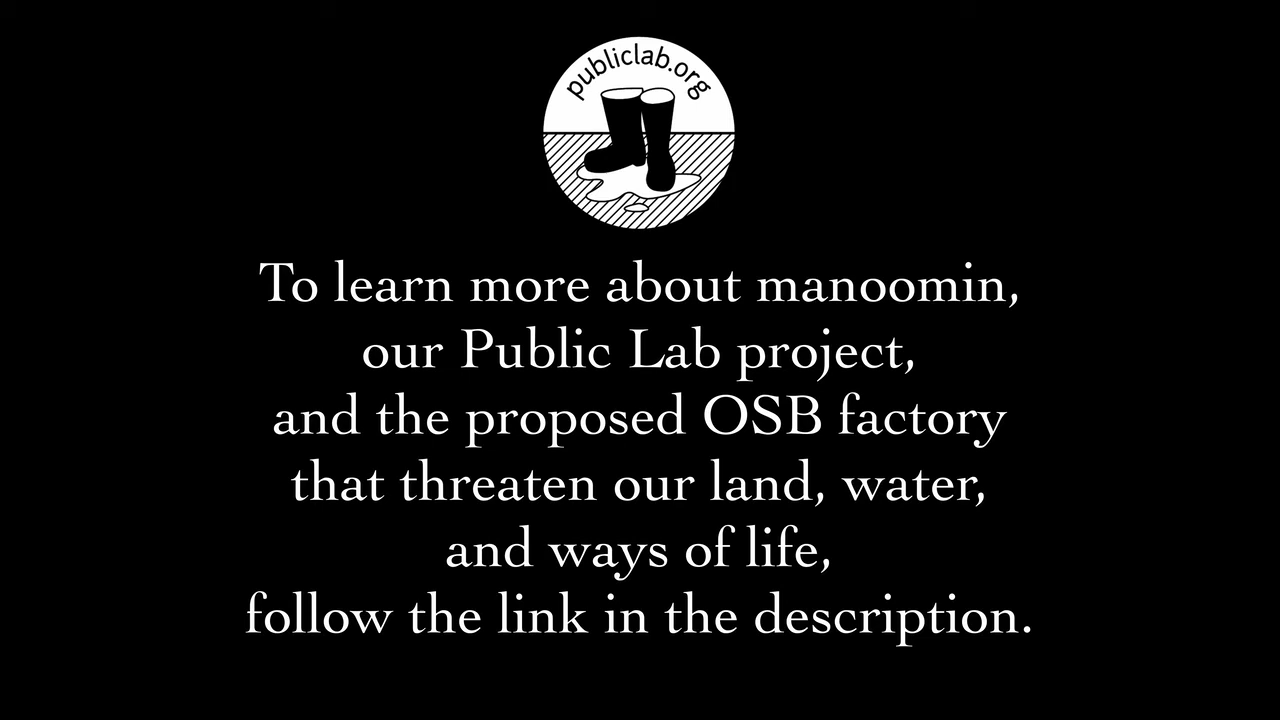 publiclab.org
To learn more about manoomin,
our Public Lab project,
and the proposed OSB factory
that threaten our land, water,
and ways of life,
follow the link in the description.